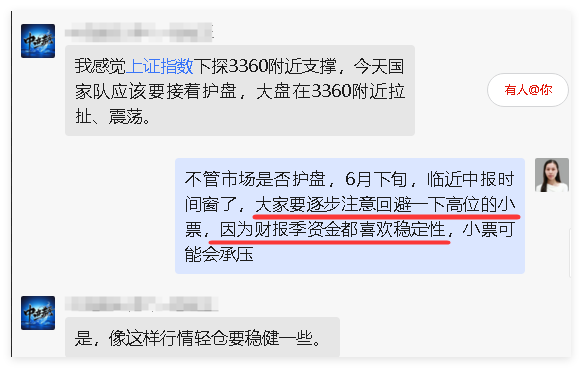 我感觉上证指数下探3360附近支撑，今天国
家队应该要接着护盘，大盘在3360附近拉
扯、震荡。
有人@你
不管市场是否护盘，6月下旬，临近中报时
间窗了，大家要逐步注意回避一下高位的小
票，因为财报季资金都喜欢稳定性，小票可
能会承压
是，像这样行情轻仓要稳健一些。